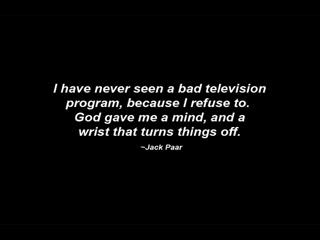 I have never seen a bad television
program, because I refuse to.
God gave me a mind, and a
wrist that turns things off.
~Jack Paar